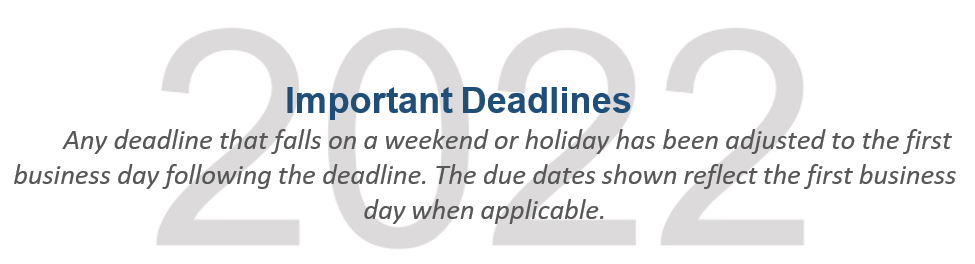 2022
Important Deadlines
Any deadline that falls on a weekend or holiday has been adjusted to the first
business day following the deadline. The due dates shown reflect the first business
day when applicable.